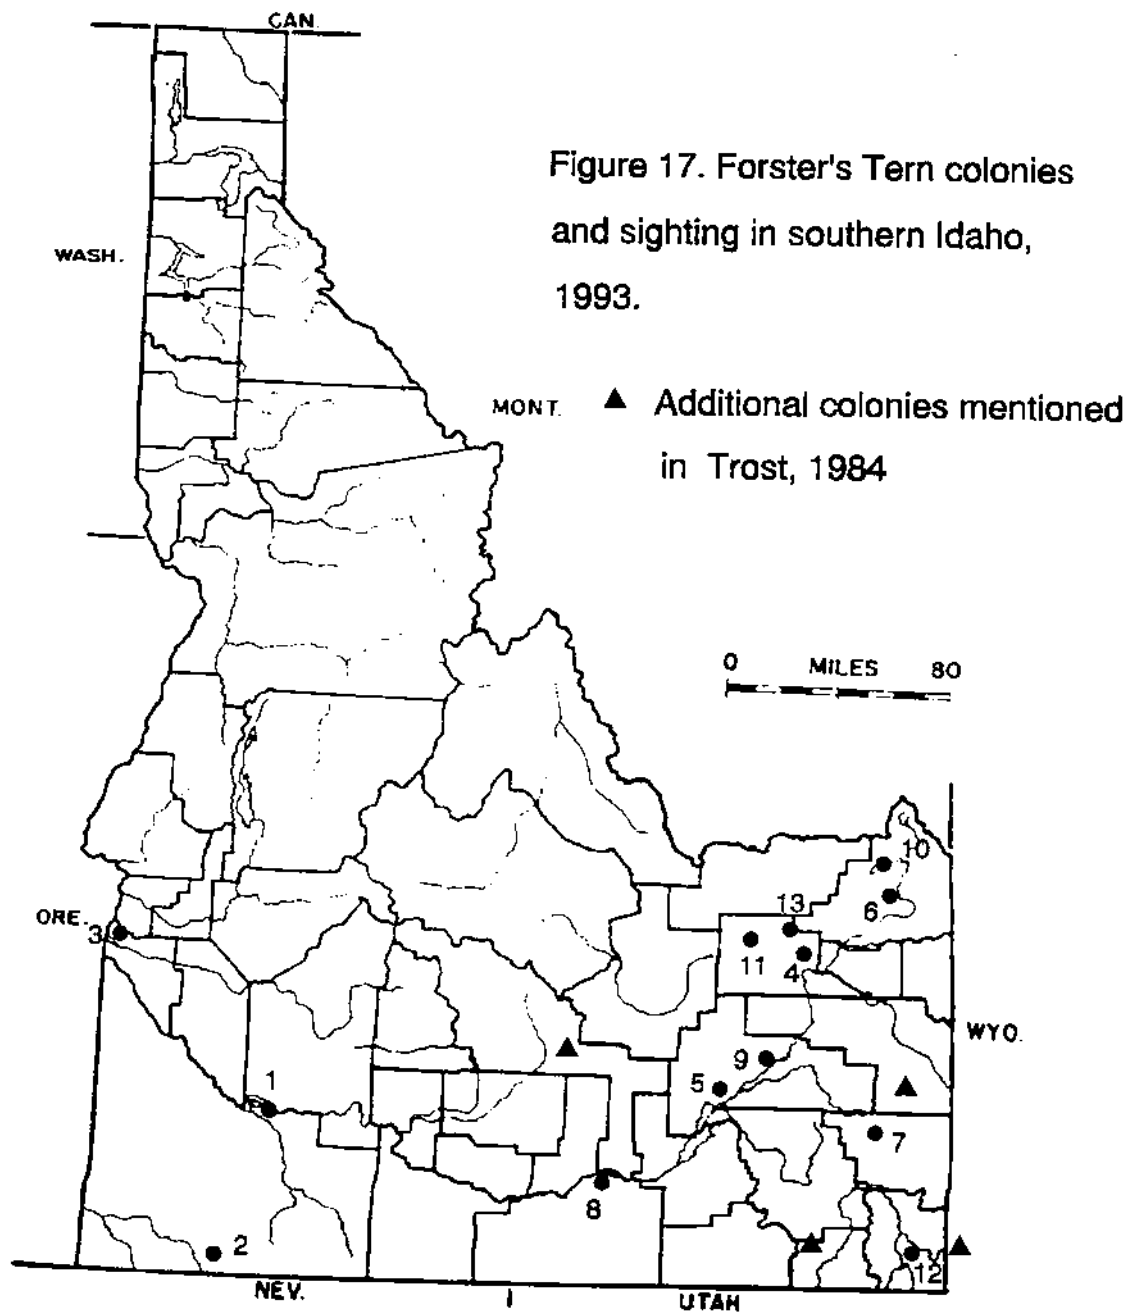 CAN.
Figure 17. Forster's Tern colonies
and sighting in southern Idaho,
1993.
WASH.
MONT.
▲ Additional colonies mentioned
in Trost, 1984
0 MILES 80
10
6
ORE.
3
13
11
4
WYO.
9
5
1
7
8
2
12
NEV.
UTAH